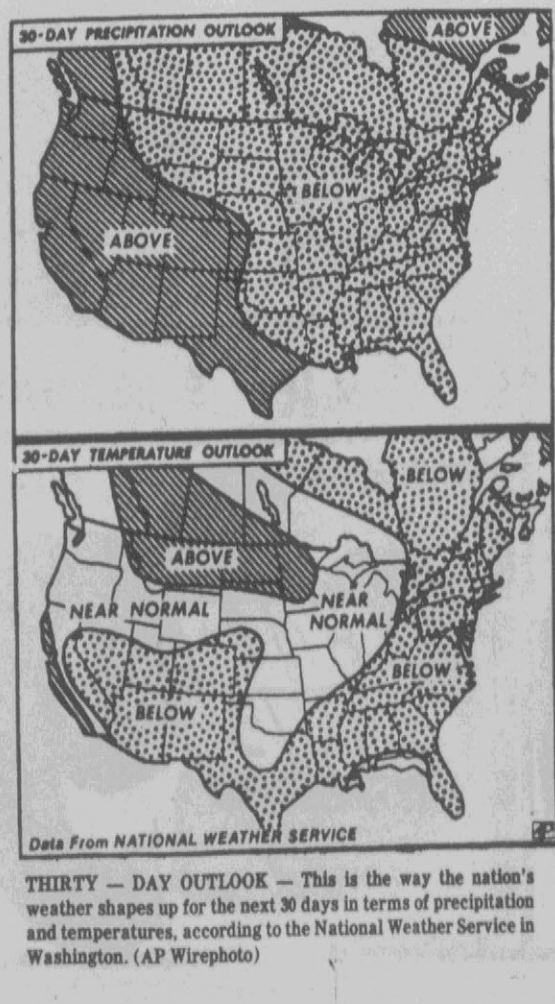 30-DAY PRECIPITATION OUTLOOK
ABOVE
BELOW
ABOVE
30-DAY TEMPERATURE OUTLOOK
BELOW
ABOVE
NEAR NORMAL
NEAR
NORMAL
BELOW
BELOW
Data From NATIONAL WEATHER SERVICE
AP
THIRTY — DAY OUTLOOK — This is the way the nation's
weather shapes up for the next 30 days in terms of precipitation
and temperatures, according to the National Weather Service in
Washington. (AP Wirephoto)